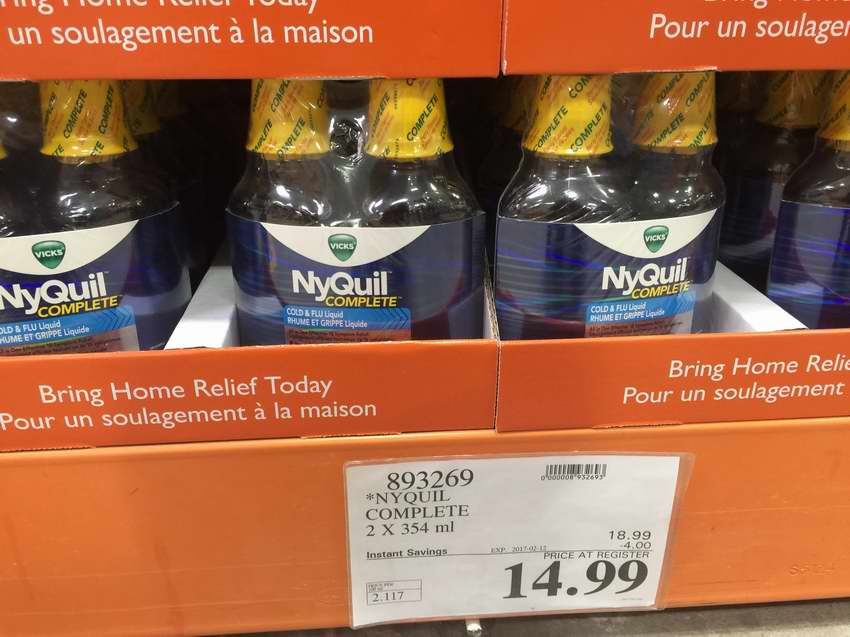 un soulagement à la maison
Pour un soulagem
COMPLETE
COMPLETE
COMPLETE
COMPLETE
VICKS
NyQuil
COMPLETE
COLD & FLU Liquid
RHUME ET GRIPPE Liquide
VICKS
NyQuil
COMPLETE
COLD & FLU Liquid
RHUME ET GRIPPE Liquide
VICKS
NyQuil
COMPLETE
COLD & FLU Liquid
RHUME ET GRIPPE Liquide
Bring Home Relief Today
Pour un soulagement à la maison
Bring Home Relie
Pour un soulagement
893269
*NYQUIL
COMPLETE
2 X 354 ml
Instant Savings
EXP. 2017-02-12
18.99
-4.00
PRICE AT REGISTER
14.99
2.117